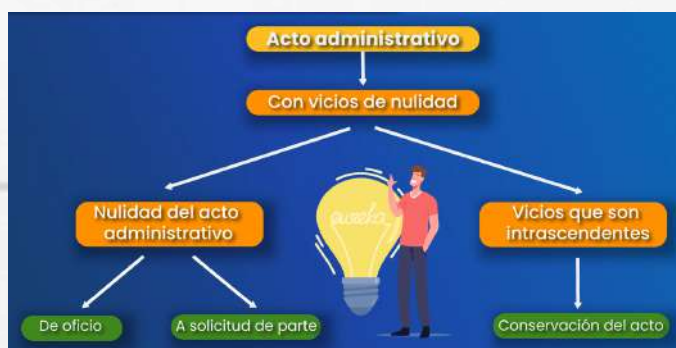 Acto administrativo
Con vicios de nulidad
Nulidad del acto
administrativo
Vicios que son
intrascendentes
eureka
De oficio
A solicitud de parte
Conservación del acto